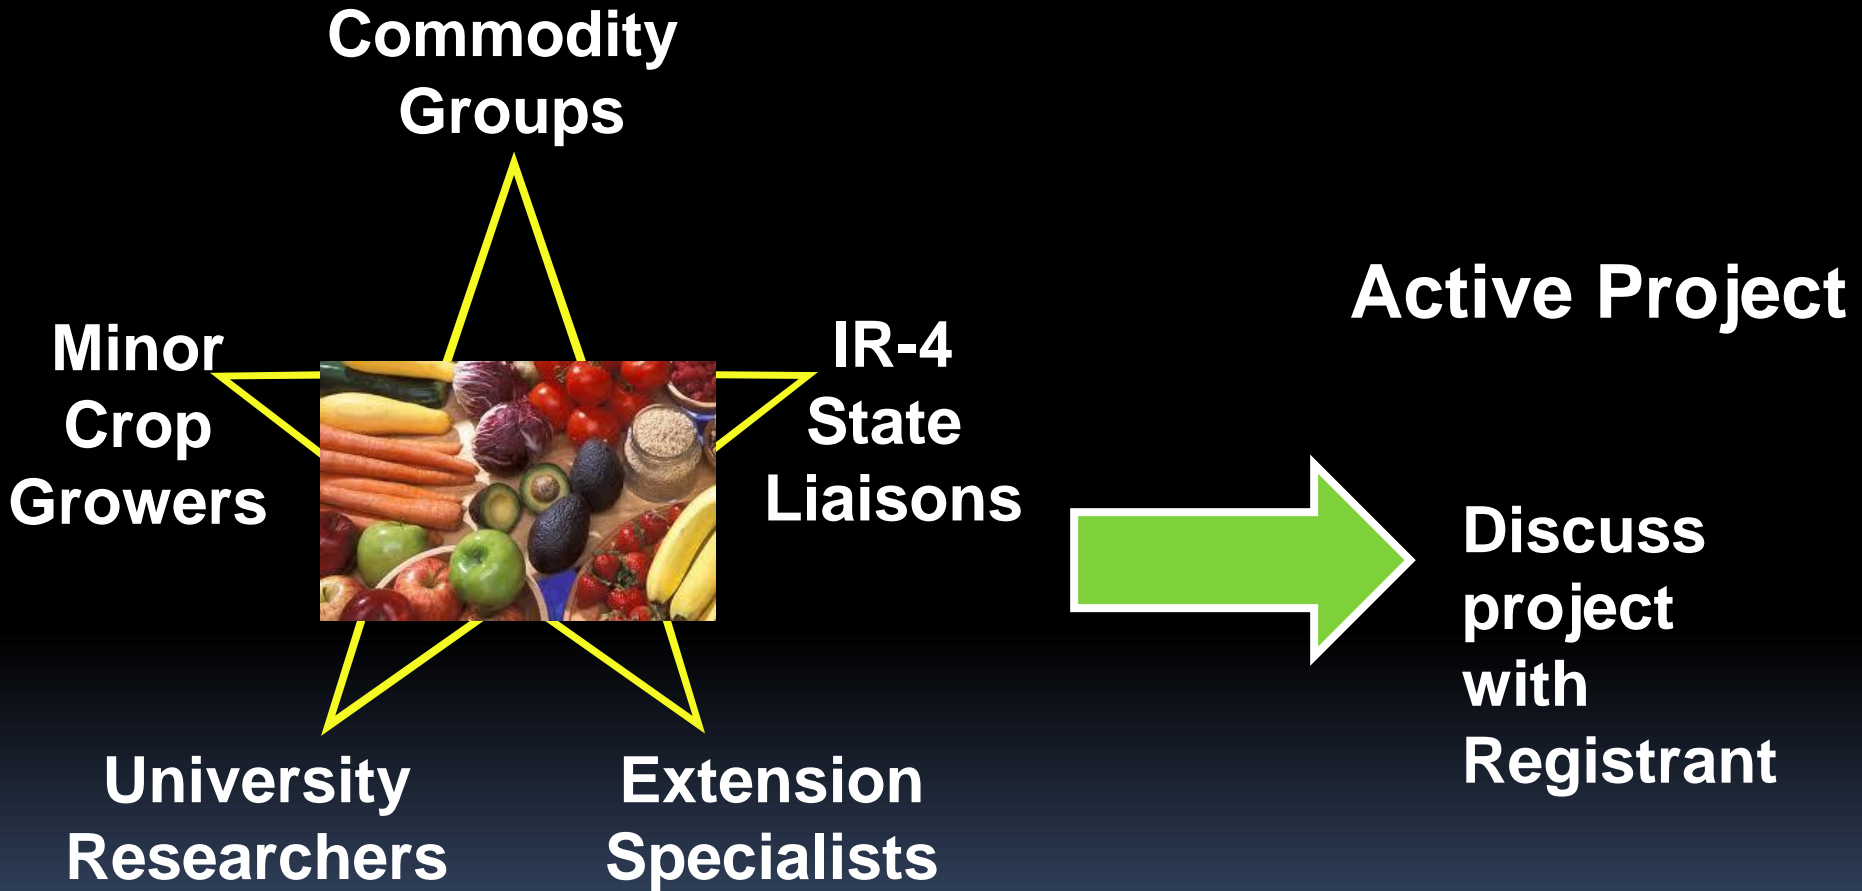 Commodity
Groups
Minor
Crop
Growers
IR-4
State
Liaisons
University
Researchers
Extension
Specialists
Active Project
Discuss
project
with
Registrant